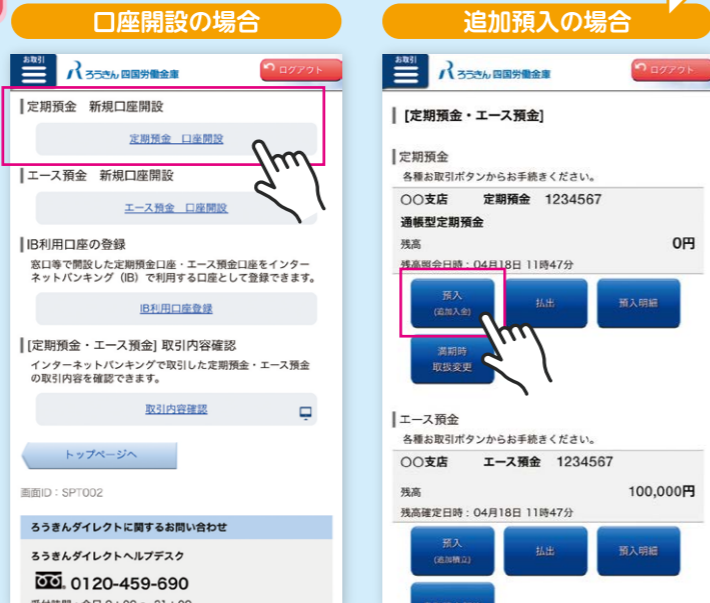 口座開設の場合
お取引
ろうきん 四国労働金庫
ログアウト
定期預金　新規口座開設
定期預金　口座開設
エース預金　新規口座開設
エース預金　口座開設
IB利用口座の登録
窓口等で開設した定期預金口座・エース預金口座をインター
ネットバンキング（IB）で利用する口座として登録できます。
IB利用口座登録
[定期預金・エース預金] 取引内容確認
インターネットバンキングで取引した定期預金・エース預金
の取引内容を確認できます。
取引内容確認
トップページへ
画面ID：SPT002
ろうきんダイレクトに関するお問い合わせ
ろうきんダイレクトヘルプデスク
0120-459-690
追加預入の場合
お取引
ろうきん 四国労働金庫
ログアウト
[定期預金・エース預金]
定期預金
各種お取引ボタンからお手続きください。
〇〇支店　定期預金　1234567
通帳型定期預金
残高　0円
残高照会日時：04月18日 11時47分
預入
(追加入金)
払出
預入明細
満期時
取扱変更
エース預金
各種お取引ボタンからお手続きください。
〇〇支店　エース預金　1234567
残高　100,000円
残高確定日時：04月18日 11時47分
預入
(追加積立)
払出
預入明細